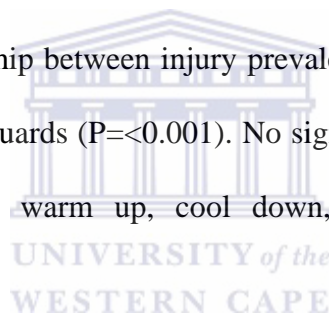 hip between injury prevale
uards (P=<0.001). No sig
warm up, cool down,
UNIVERSITY of the
WESTERN CAPE